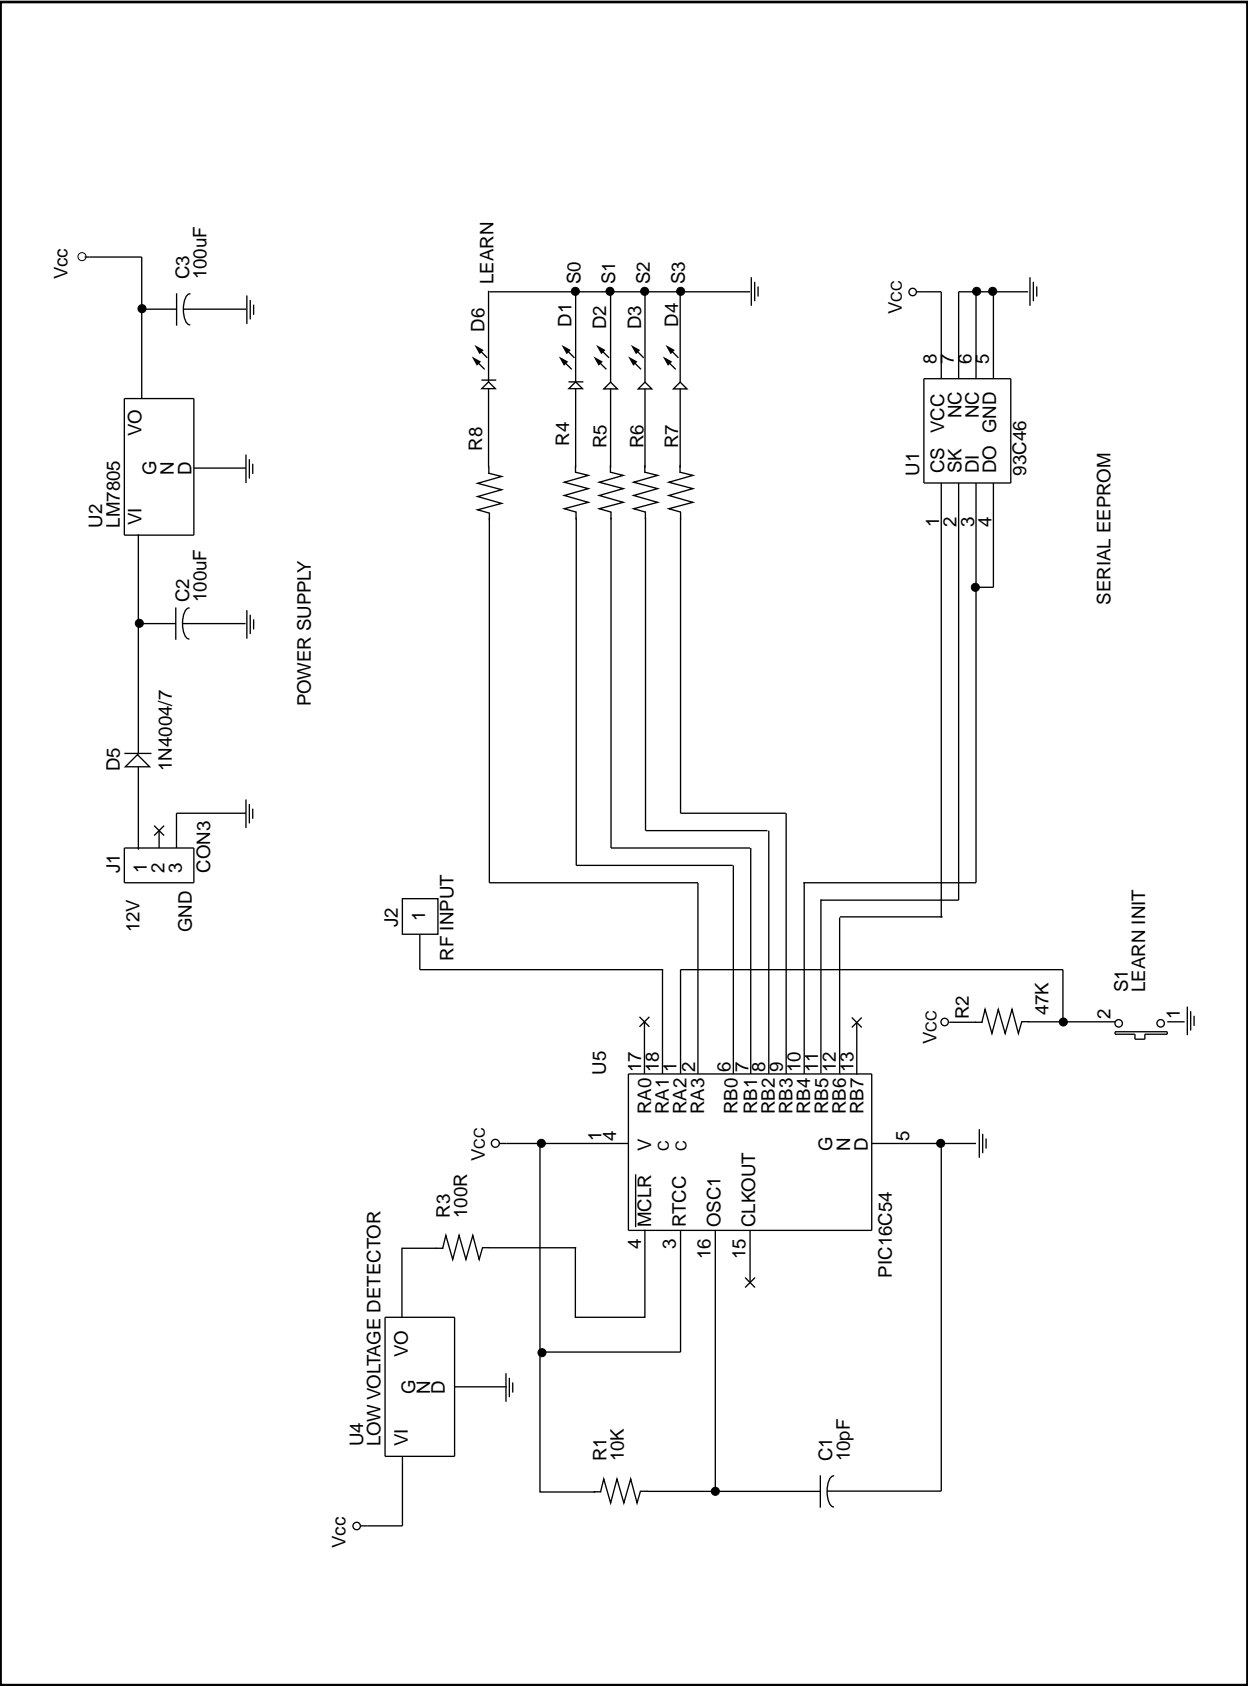 12V
GND
J1
1
2
3
CON3
D5
1N4004/7
C2
100uF
U2
LM7805
VI
VO
G
N
D
C3
100uF
Vcc
POWER SUPPLY
Vcc
U4
LOW VOLTAGE DETECTOR
VI
VO
G
N
D
R3
100R
J2
1
RF INPUT
R8
D6
LEARN
R4
D1
S0
R5
D2
S1
R6
D3
S2
R7
D4
S3
Vcc
R1
10K
C1
10pF
U5
14
V
C
C
4
MCLR
3
RTCC
16
OSC1
15
CLKOUT
G
N
D
5
RA0 17
RA1 18
RA2 1
RA3 2
RB0 6
RB1 7
RB2 8
RB3 9
RB4 10
RB5 11
RB6 12
RB7 13
PIC16C54
Vcc
R2
47K
2
1
S1
LEARN INIT
U1
1 CS VCC 8
2 SK NC 7
3 DI NC 6
4 DO GND 5
93C46
Vcc
SERIAL EEPROM